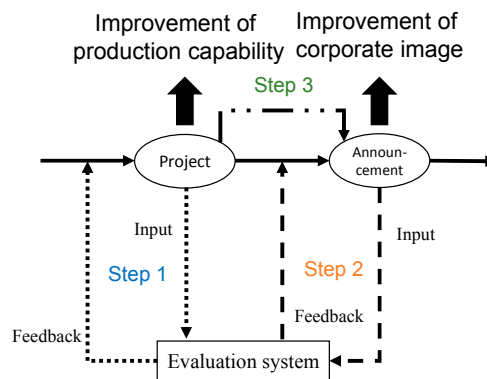 Improvement of
production capability
Improvement of
corporate image
Step 3
Project
Announ-
cement
Input
Input
Step 1
Step 2
Feedback
Feedback
Evaluation system